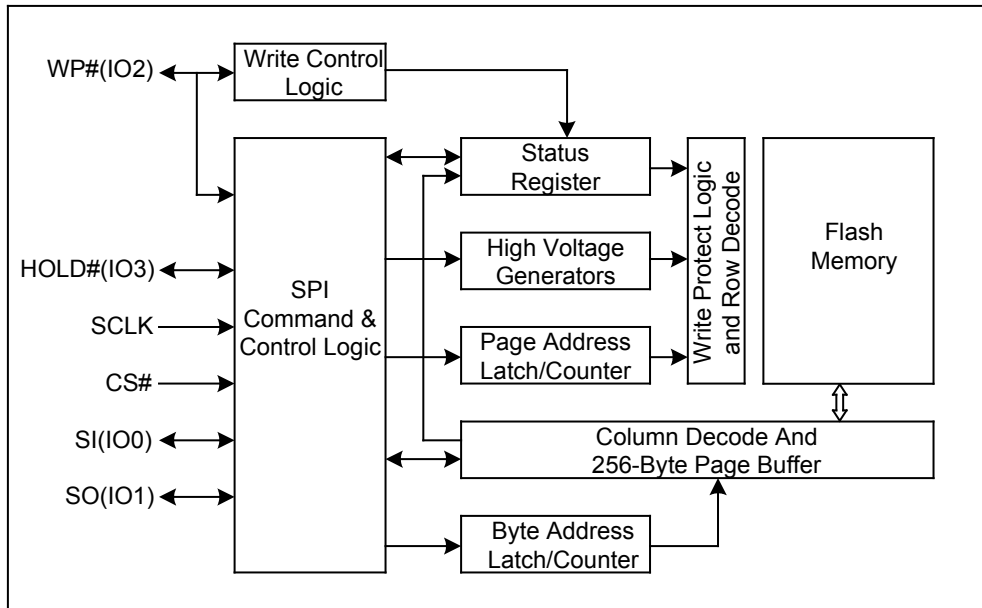 WP#(IO2)
Write Control
Logic
HOLD#(IO3)
SCLK
CS#
SI(IO0)
SO(IO1)
SPI
Command &
Control Logic
Status
Register
High Voltage
Generators
Page Address
Latch/Counter
Write Protect Logic
and Row Decode
Flash
Memory
Column Decode And
256-Byte Page Buffer
Byte Address
Latch/Counter